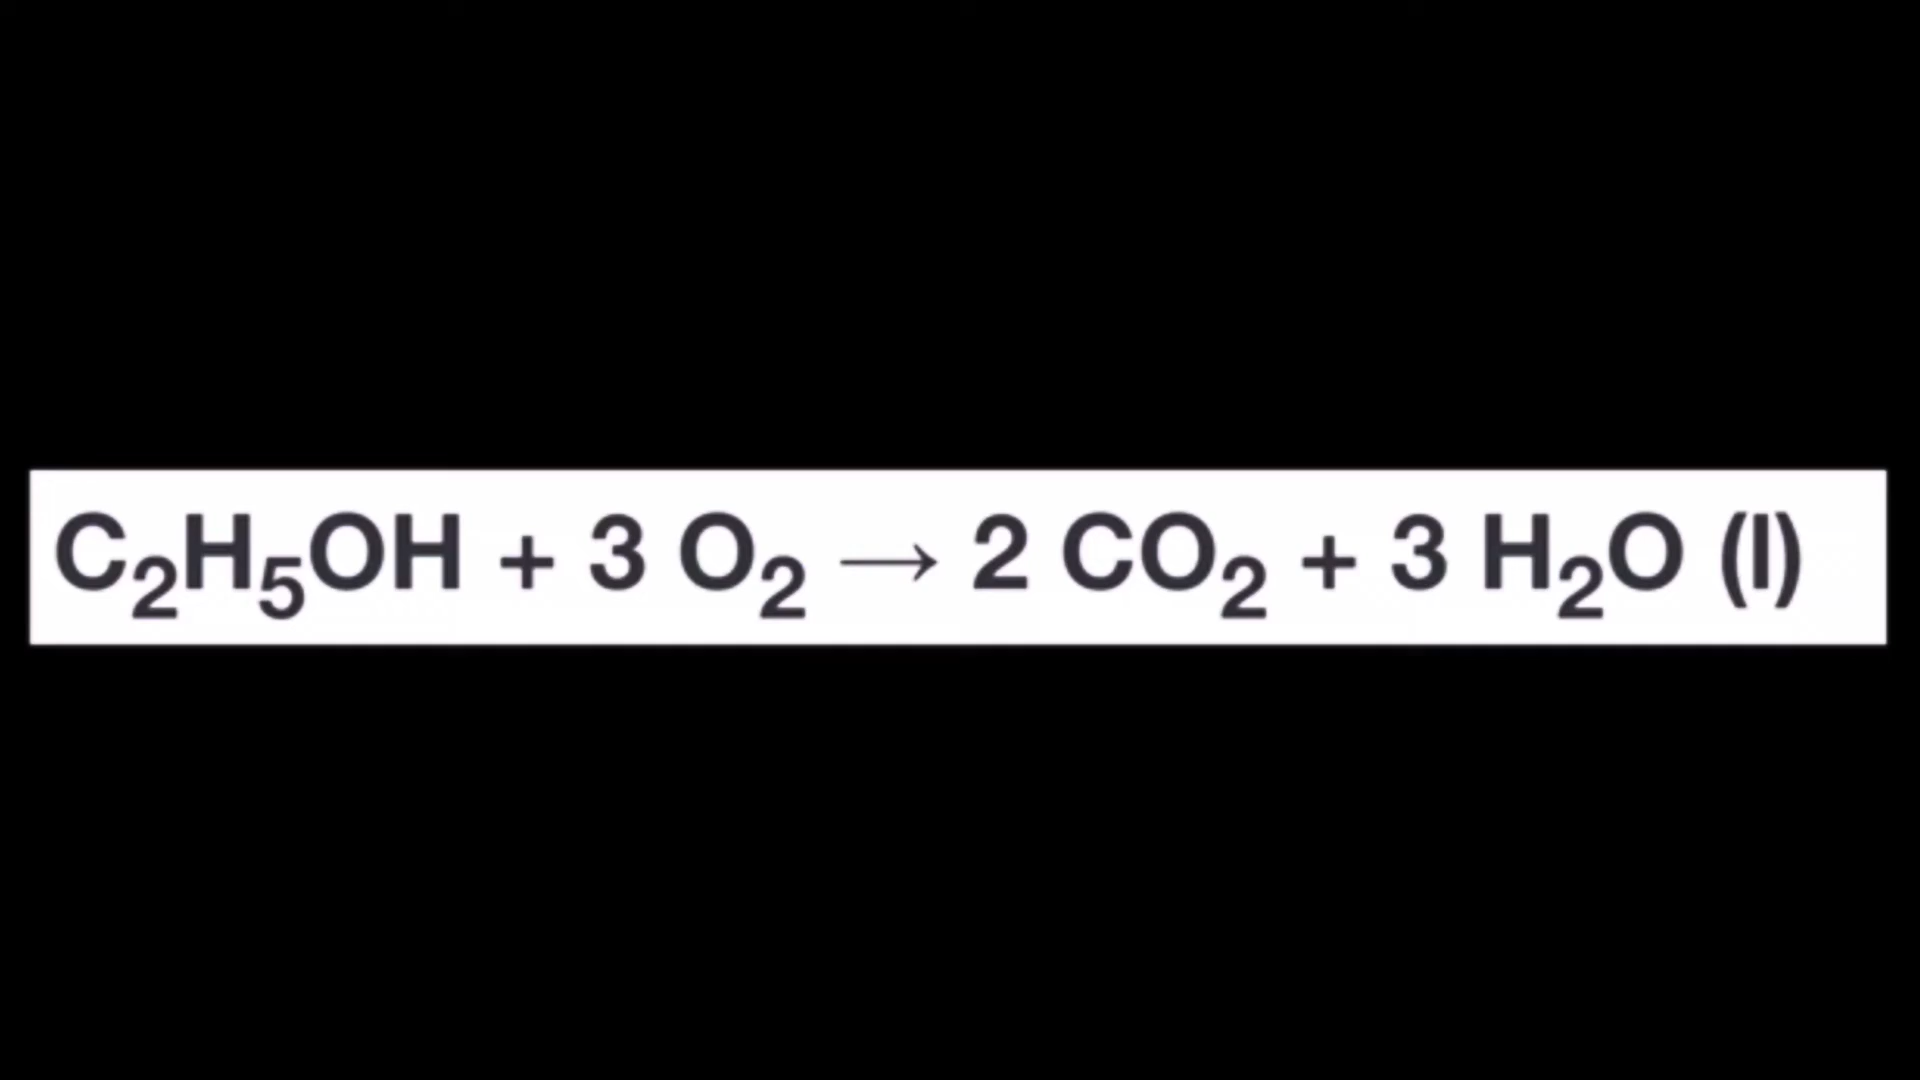 C₂H₅OH + 3 O₂ → 2 CO₂ + 3 H₂O (l)